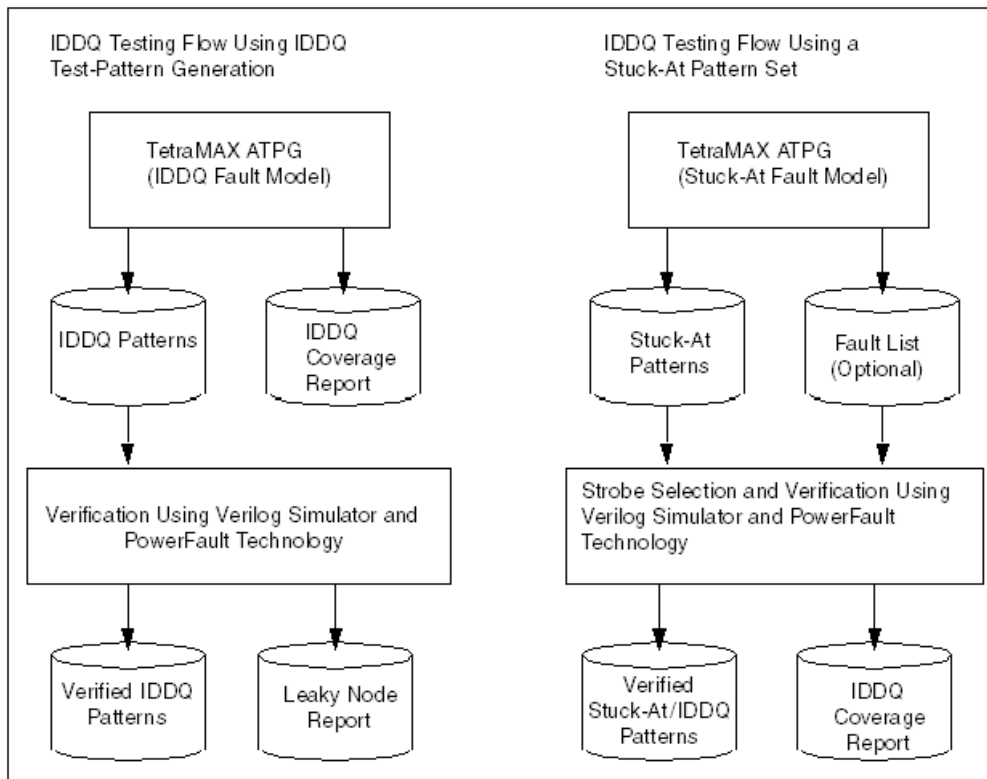 IDDQ Testing Flow Using IDDQ
Test-Pattern Generation
TetraMAX ATPG
(IDDQ Fault Model)
IDDQ Patterns
IDDQ
Coverage
Report
Verification Using Verilog Simulator and
PowerFault Technology
Verified IDDQ
Patterns
Leaky Node
Report
IDDQ Testing Flow Using a
Stuck-At Pattern Set
TetraMAX ATPG
(Stuck-At Fault Model)
Stuck-At
Patterns
Fault List
(Optional)
Strobe Selection and Verification Using
Verilog Simulator and PowerFault
Technology
Verified
Stuck-At/IDDQ
Patterns
IDDQ
Coverage
Report